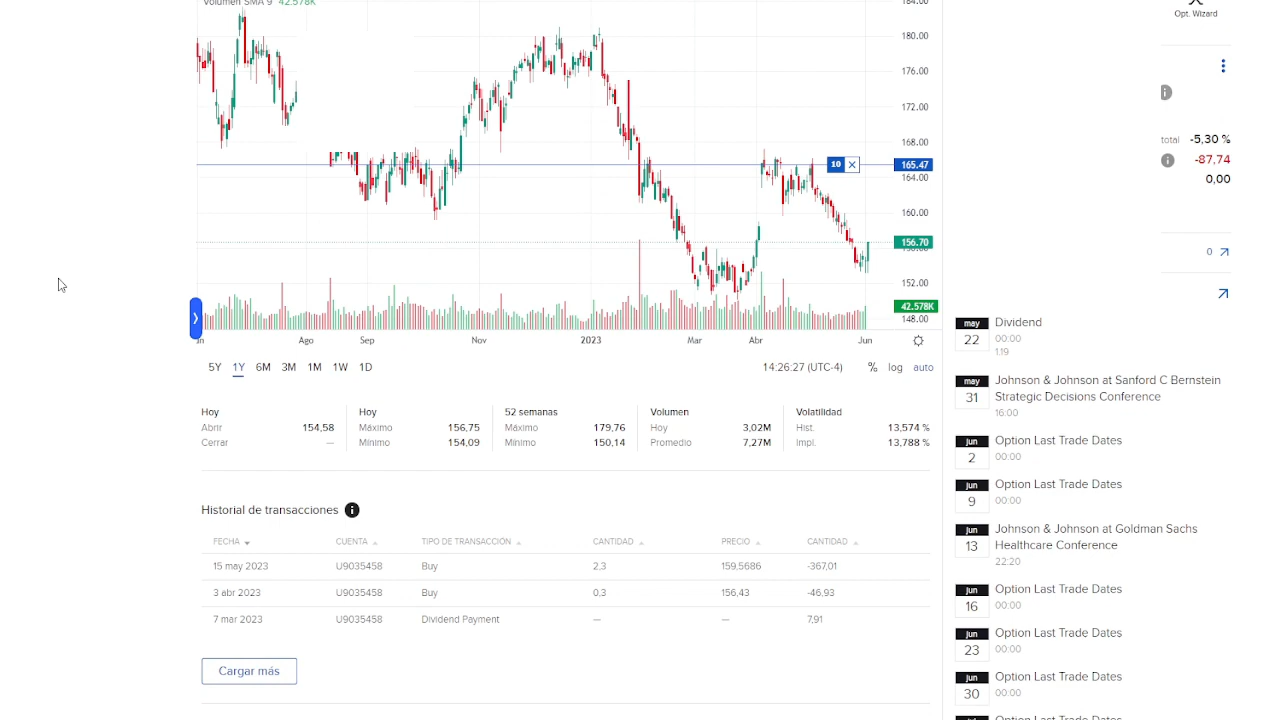 Volumen SMA 9 42.578K
184.00
180.00
176.00
172.00
168.00
10
165.47
164.00
160.00
156.70
152.00
42.578K
148.00
Ago Sep Nov 2023 Mar Abr Jun
5Y 1Y 6M 3M 1M 1W 1D 14:26:27 (UTC-4) % log auto
Hoy Hoy 52 semanas Volumen Volatilidad
Abrir 154,58 Máximo 156,75 Máximo 179,76 Hoy 3,02M Hist. 13,574 %
Cerrar — Mínimo 154,09 Mínimo 150,14 Promedio 7,27M Impl. 13,788 %
Historial de transacciones i
FECHA CUENTA TIPO DE TRANSACCIÓN CANTIDAD PRECIO CANTIDAD
15 may 2023 U9035458 Buy 2,3 159,5686 -367,01
3 abr 2023 U9035458 Buy 0,3 156,43 -46,93
7 mar 2023 U9035458 Dividend Payment — — 7,91
Cargar más
Opt. Wizard
i
total -5,30 %
i -87,74
0,00
0
may 22 Dividend
00:00
1.19
may 31 Johnson & Johnson at Sanford C Bernstein
Strategic Decisions Conference
16:00
jun 2 Option Last Trade Dates
00:00
jun 9 Option Last Trade Dates
00:00
jun 13 Johnson & Johnson at Goldman Sachs
Healthcare Conference
22:20
jun 16 Option Last Trade Dates
00:00
jun 23 Option Last Trade Dates
00:00
jun 30 Option Last Trade Dates
00:00
Option Last Trade Dates